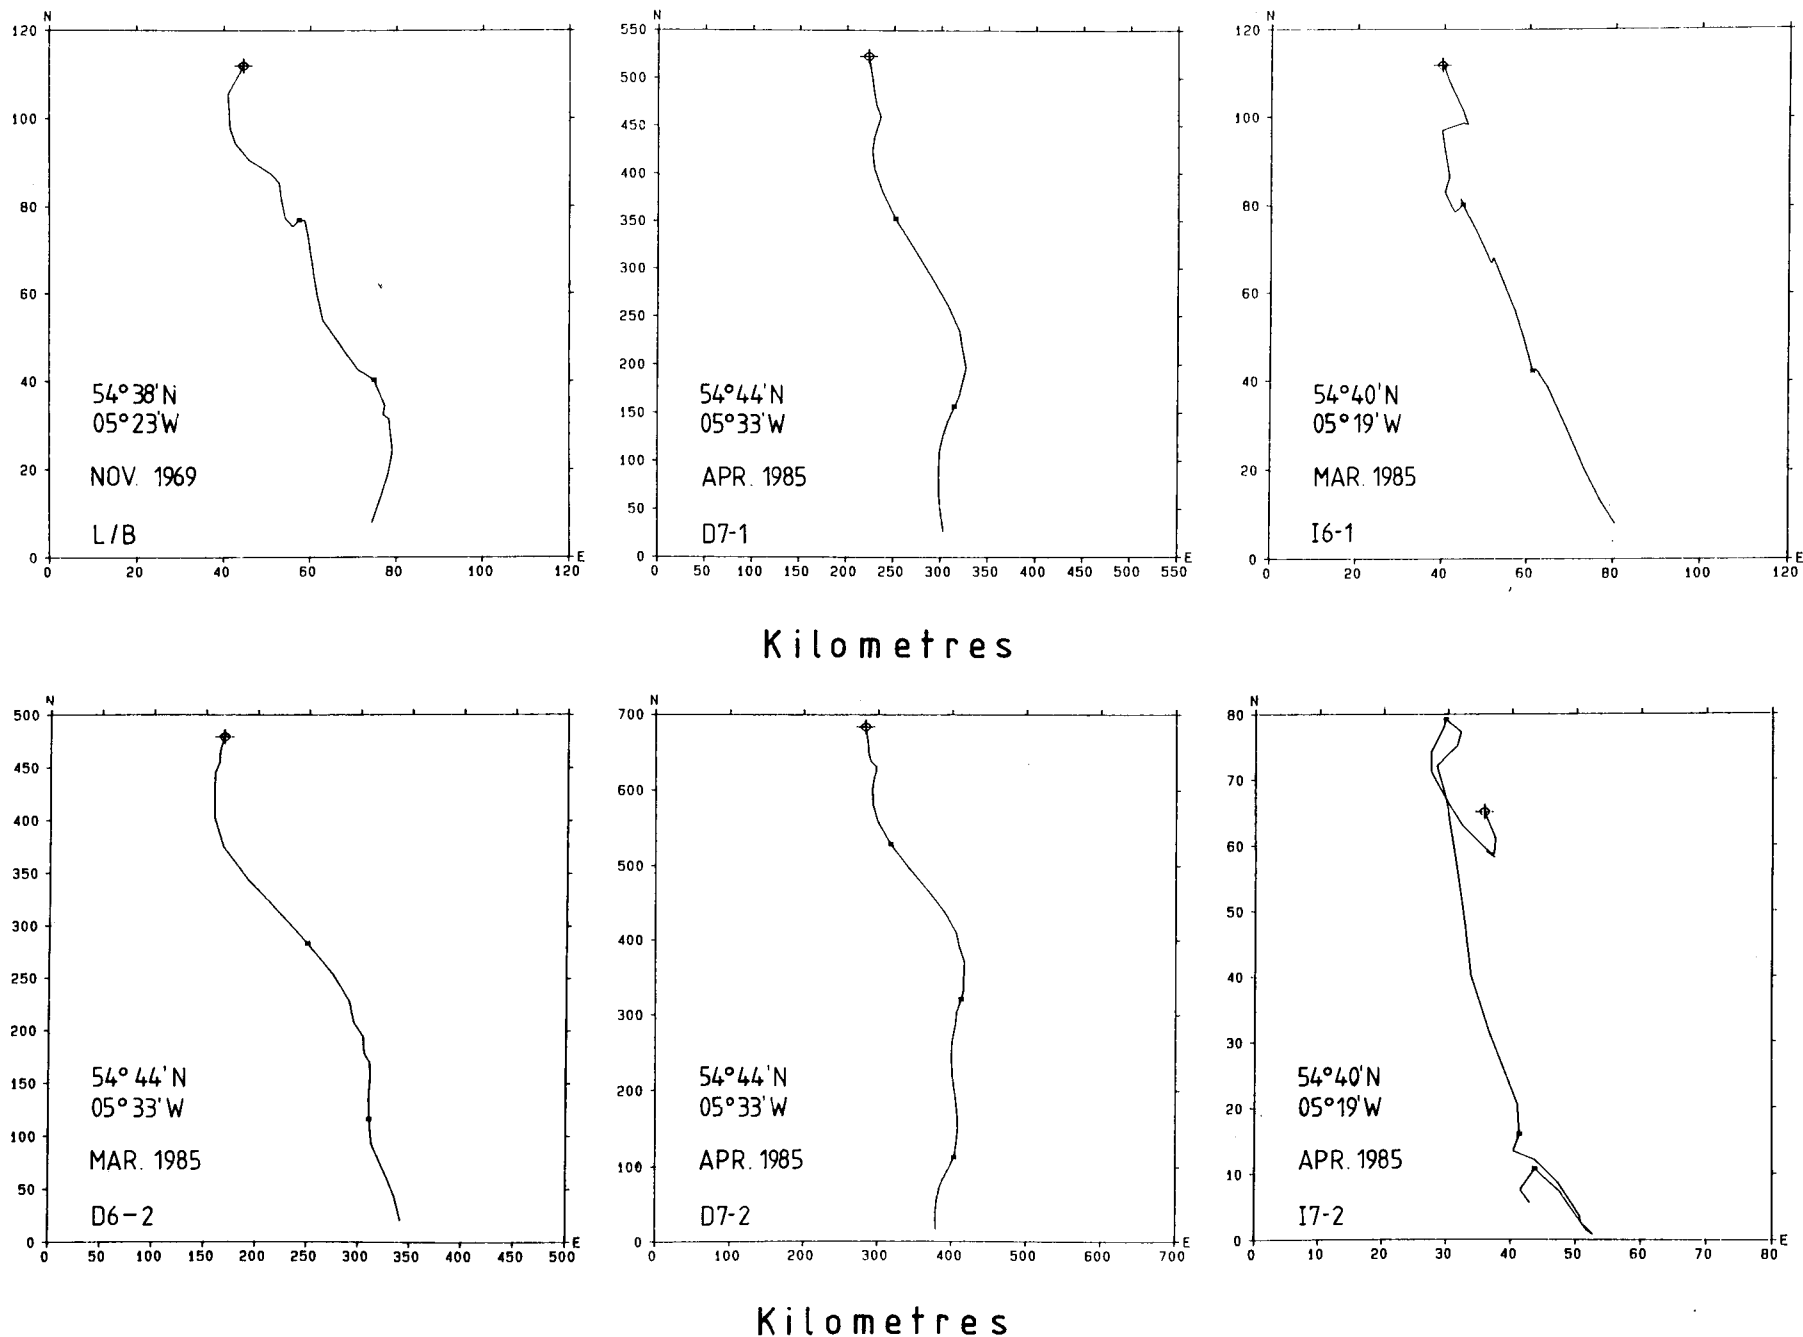 N
120
100
80
60
40
20
0
0 20 40 60 80 100 120 E
54°38'N
05°23'W
NOV. 1969
L/B
N
550
500
450
400
350
300
250
200
150
100
50
0
0 50 100 150 200 250 300 350 400 450 500 550 E
54°44'N
05°33'W
APR. 1985
D7-1
N
120
100
80
60
40
20
0
0 20 40 60 80 100 120 E
54°40'N
05°19'W
MAR. 1985
I6-1
Kilometres
N
500
450
400
350
300
250
200
150
100
50
0
0 50 100 150 200 250 300 350 400 450 500 E
54°44'N
05°33'W
MAR. 1985
D6-2
N
700
600
500
400
300
200
100
0
0 100 200 300 400 500 600 700 E
54°44'N
05°33'W
APR. 1985
D7-2
N
80
70
60
50
40
30
20
10
0
0 10 20 30 40 50 60 70 80 E
54°40'N
05°19'W
APR. 1985
I7-2
Kilometres